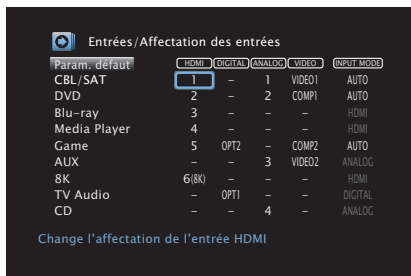 Entrées/Affectation des entrées
Param. défaut HDMI DIGITAL ANALOG VIDEO INPUT MODE
CBL/SAT 1 – 1 VIDEO1 AUTO
DVD 2 – 2 COMP1 AUTO
Blu-ray 3 – – – HDMI
Media Player 4 – – – HDMI
Game 5 OPT2 – COMP2 AUTO
AUX – – 3 VIDEO2 ANALOG
8K 6(8K) – – – HDMI
TV Audio – OPT1 – – DIGITAL
CD – – 4 – ANALOG
Change l'affectation de l'entrée HDMI